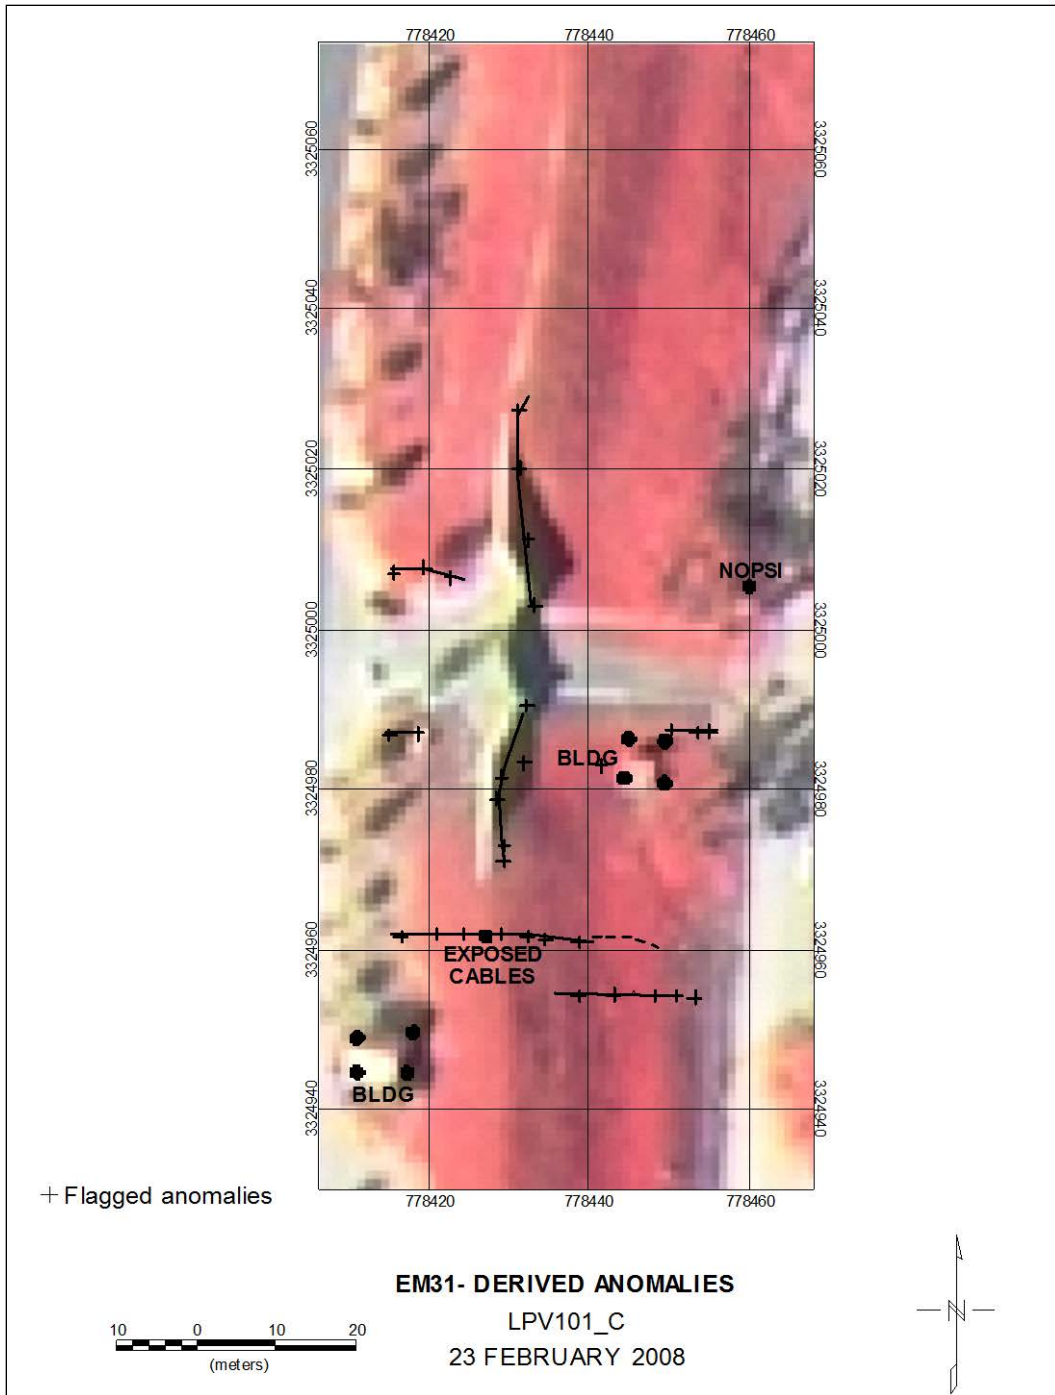 778420 778440 778460
3325060 3325060
3325040 3325040
3325020 3325020
NOPSI
3325000 3325000
BLDG
3324980 3324980
EXPOSED
CABLES
3324960 3324960
BLDG
3324940 3324940
778420 778440 778460
+ Flagged anomalies
EM31- DERIVED ANOMALIES
LPV101_C
23 FEBRUARY 2008
10 0 10 20
(meters)
N